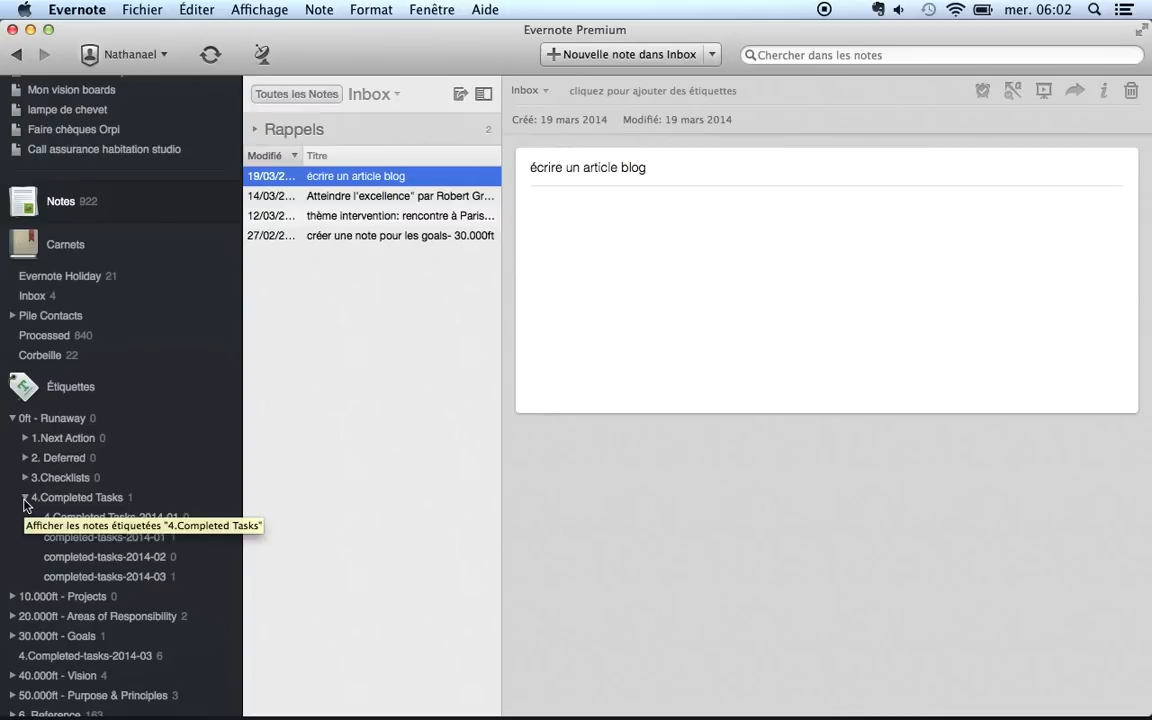 Evernote Fichier Éditer Affichage Note Format Fenêtre Aide mer. 06:02
Evernote Premium
Nathanael
Nouvelle note dans Inbox
Chercher dans les notes
Mon vision boards
lampe de chevet
Faire chèques Orpi
Call assurance habitation studio
Notes 922
Carnets
Evernote Holiday 21
Inbox 4
Pile Contacts
Processed 840
Corbeille 22
Étiquettes
0ft - Runaway 0
1.Next Action 0
2. Deferred 0
3.Checklists 0
4.Completed Tasks 1
4.Completed Tasks-2014-01 0
Afficher les notes étiquetées "4.Completed Tasks"
completed-tasks-2014-01 1
completed-tasks-2014-02 0
completed-tasks-2014-03 1
10.000ft - Projects 0
20.000ft - Areas of Responsibility 2
30.000ft - Goals 1
4.Completed-tasks-2014-03 6
40.000ft - Vision 4
50.000ft - Purpose & Principles 3
6. Reference 163
Toutes les Notes Inbox
Rappels 2
Modifié Titre
19/03/2... écrire un article blog
14/03/2... Atteindre l'excellence" par Robert Gr...
12/03/2... thème intervention: rencontre à Paris...
27/02/2... créer une note pour les goals- 30.000ft
Inbox cliquez pour ajouter des étiquettes
Créé: 19 mars 2014 Modifié: 19 mars 2014
écrire un article blog